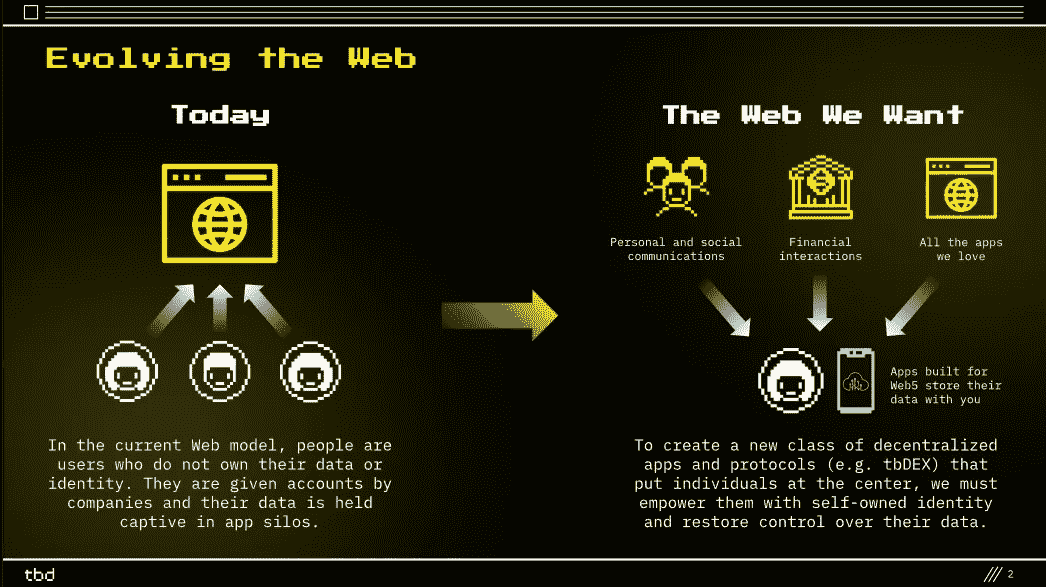 Evolving the Web
Today
In the current Web model, people are
users who do not own their data or
identity. They are given accounts by
companies and their data is held
captive in app silos.
The Web We Want
Personal and social
communications
Financial
interactions
All the apps
we love
Apps built for
Web5 store their
data with you
To create a new class of decentralized
apps and protocols (e.g. tbDEX) that
put individuals at the center, we must
empower them with self-owned identity
and restore control over their data.
tbd
/// 2